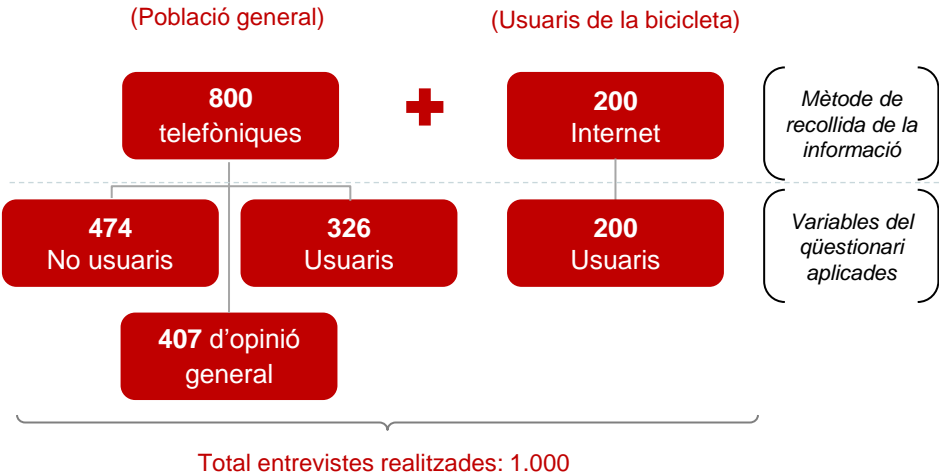 (Població general)
(Usuaris de la bicicleta)
800
telefòniques
200
Internet
Mètode de
recollida de la
informació
474
No usuaris
326
Usuaris
200
Usuaris
Variables del
qüestionari
aplicades
407 d’opinió
general
Total entrevistes realitzades: 1.000